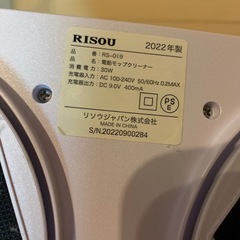 RISOU 2022年製
品番:RS-019
品名:電動モップクリーナー
消費電力:30W
充電器入力:AC 100-240V 50/60Hz 0.2MAX
充電器出力:DC 9.0V 400mA
PSE
リソウジャパン株式会社
MADE IN CHINA
S/N.20220900284